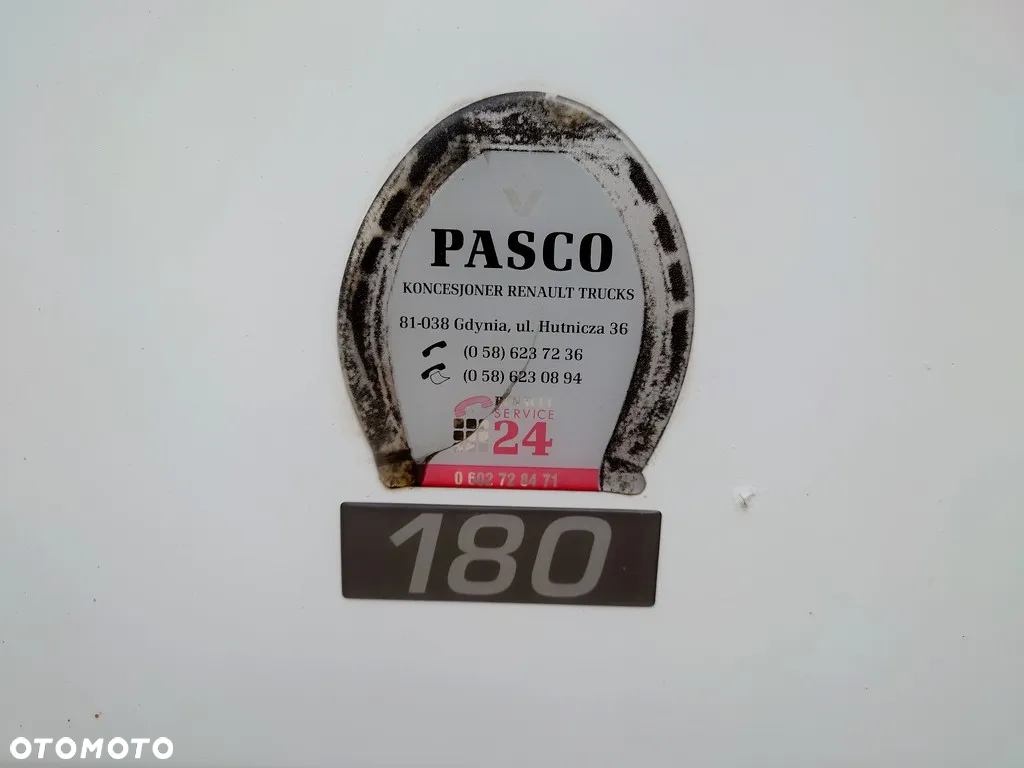 PASCO
KONCESJONER RENAULT TRUCKS
81-038 Gdynia, ul. Hutnicza 36
(0 58) 623 72 36
(0 58) 623 08 94
RENAULT
SERVICE
24
0 602 72 84 71
180
OTOMOTO